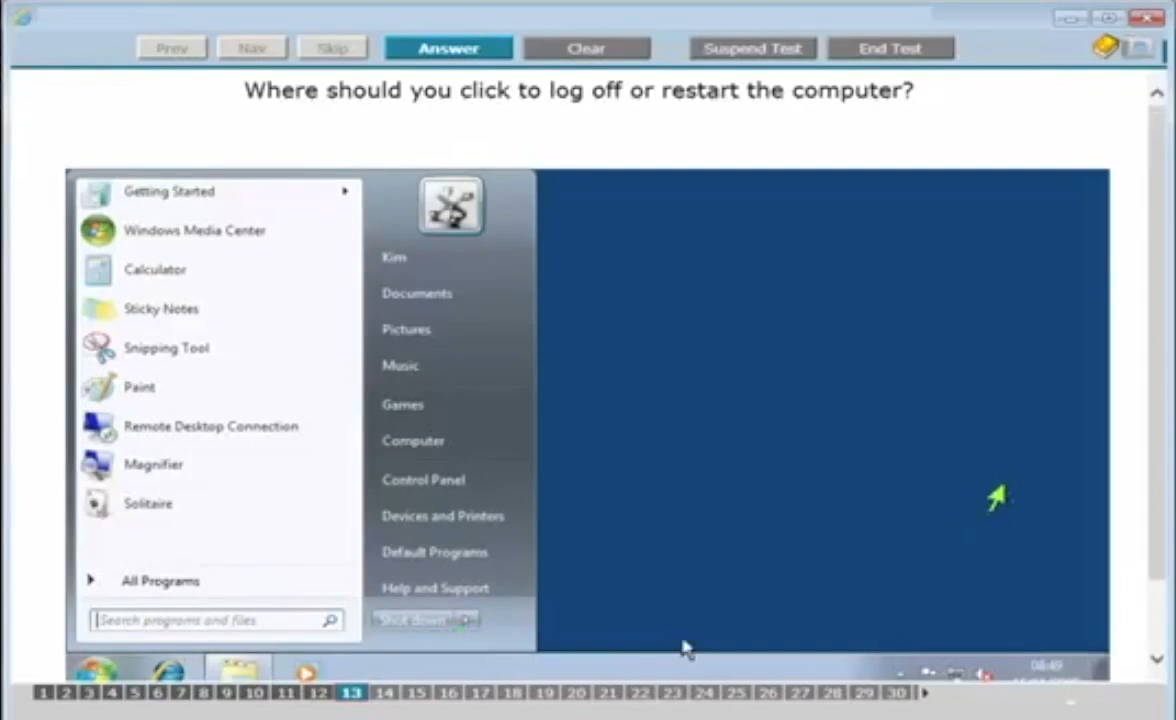 Prev Nav Skip Answer Clear Suspend Test End Test
Where should you click to log off or restart the computer?
Getting Started
Windows Media Center
Calculator
Sticky Notes
Snipping Tool
Paint
Remote Desktop Connection
Magnifier
Solitaire
All Programs
Search programs and files
Kim
Documents
Pictures
Music
Games
Computer
Control Panel
Devices and Printers
Default Programs
Help and Support
Shut down
08:49
1 2 3 4 5 6 7 8 9 10 11 12 13 14 15 16 17 18 19 20 21 22 23 24 25 26 27 28 29 30